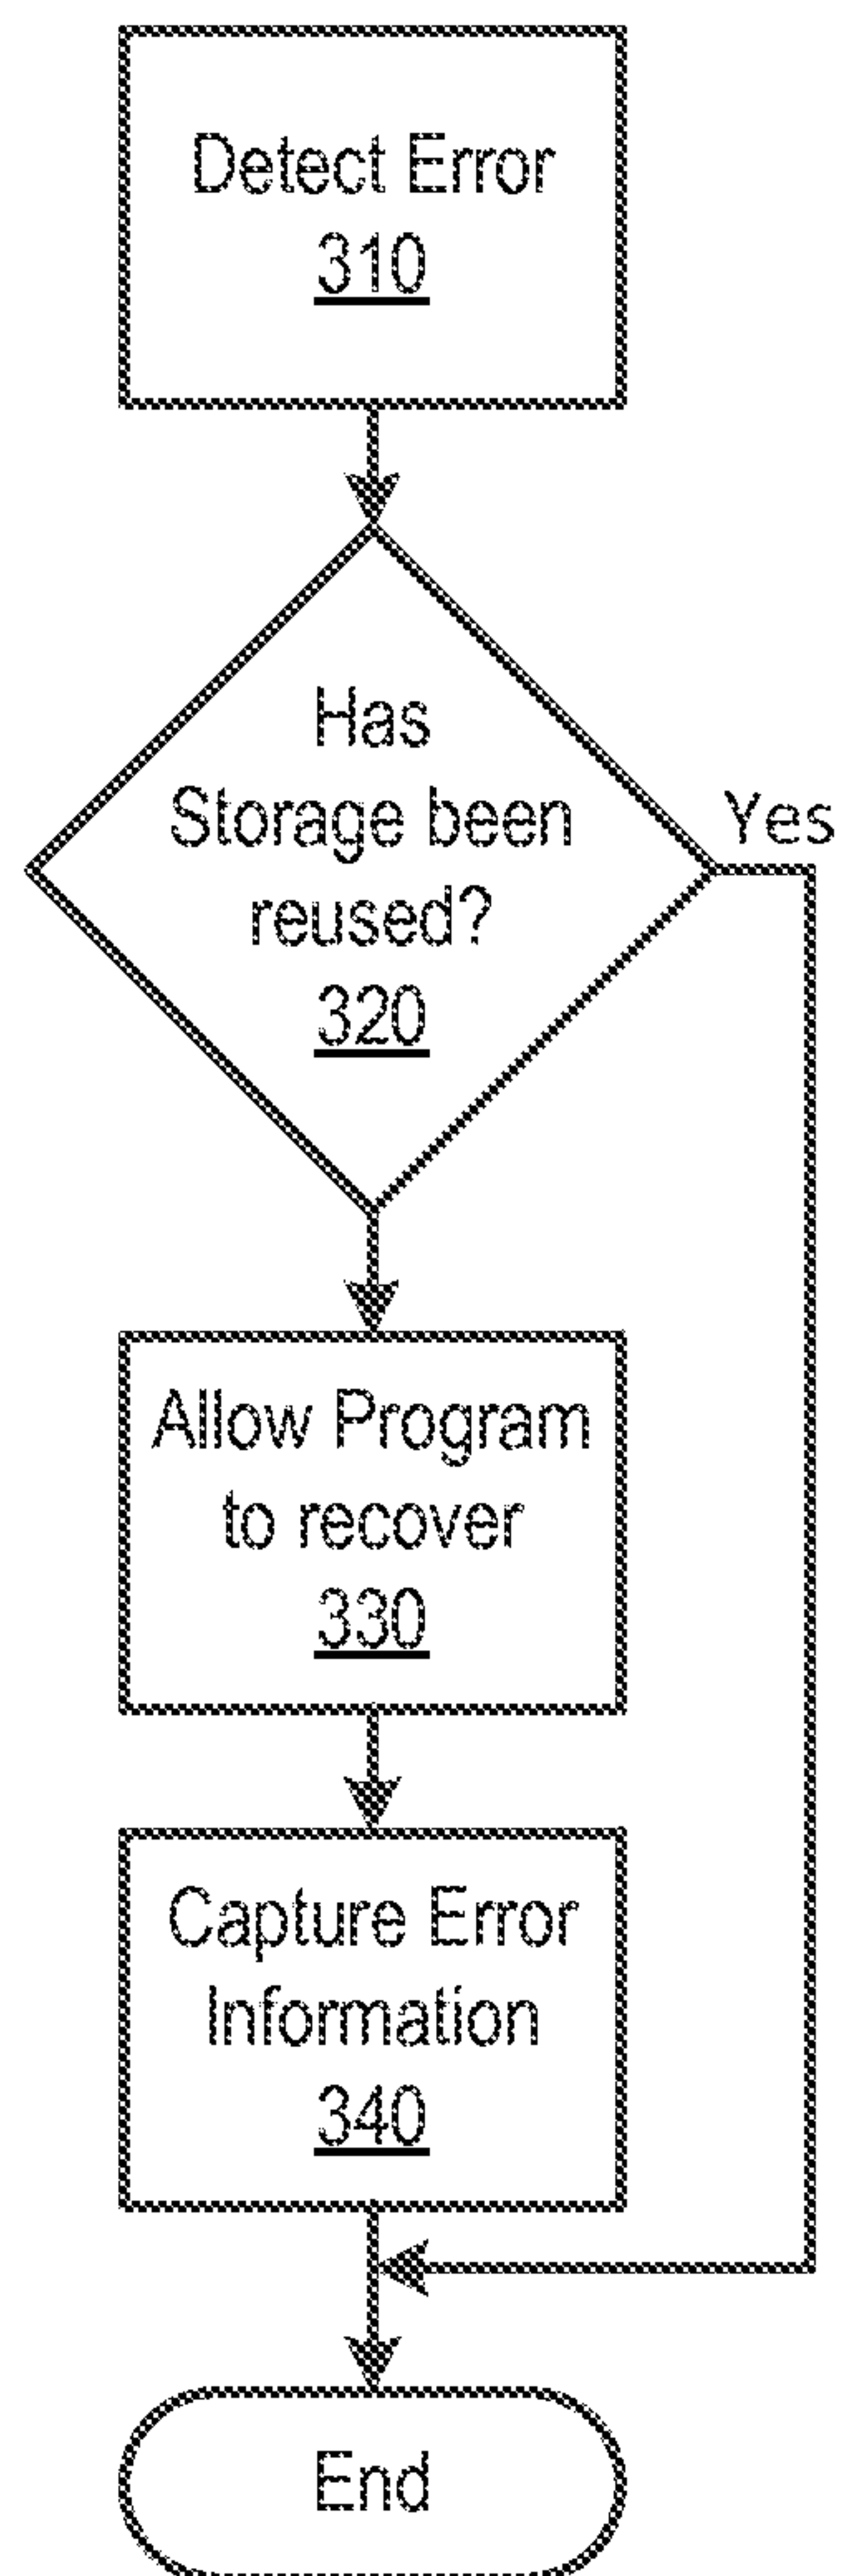 Detect Error
310
Has
Storage been
reused?
320
Yes
Allow Program
to recover
330
Capture Error
Information
340
End